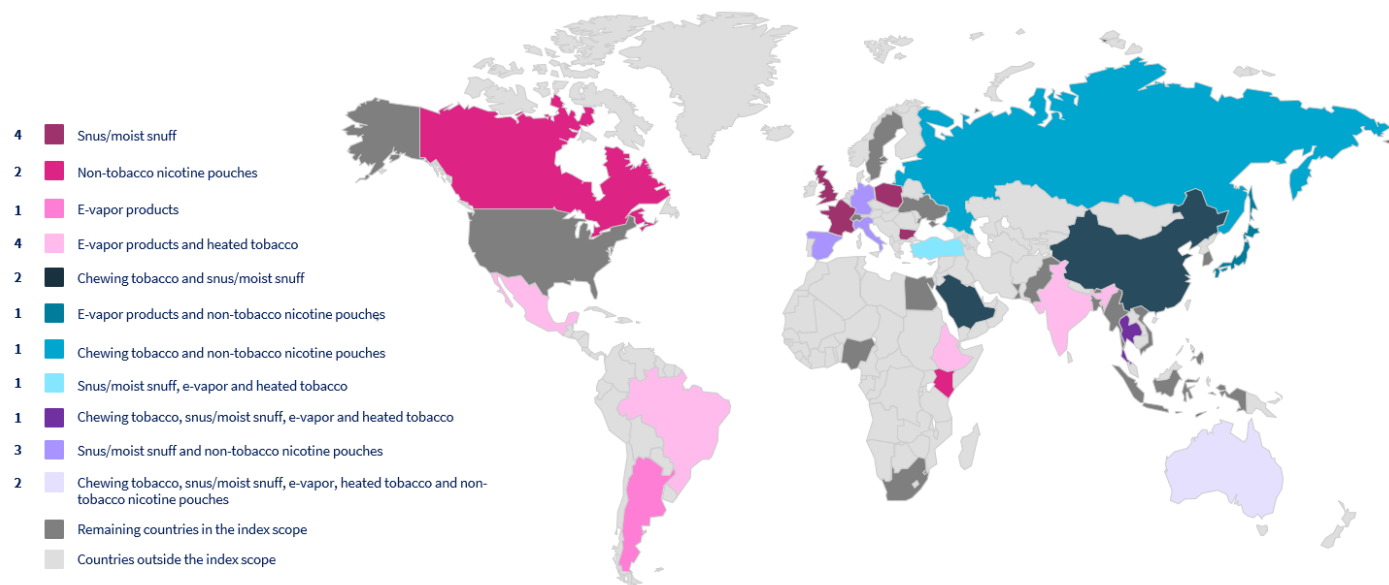 4 Snus/moist snuff
2 Non-tobacco nicotine pouches
1 E-vapor products
4 E-vapor products and heated tobacco
2 Chewing tobacco and snus/moist snuff
1 E-vapor products and non-tobacco nicotine pouches
1 Chewing tobacco and non-tobacco nicotine pouches
1 Snus/moist snuff, e-vapor and heated tobacco
1 Chewing tobacco, snus/moist snuff, e-vapor and heated tobacco
3 Snus/moist snuff and non-tobacco nicotine pouches
2 Chewing tobacco, snus/moist snuff, e-vapor, heated tobacco and non-
tobacco nicotine pouches
Remaining countries in the index scope
Countries outside the index scope